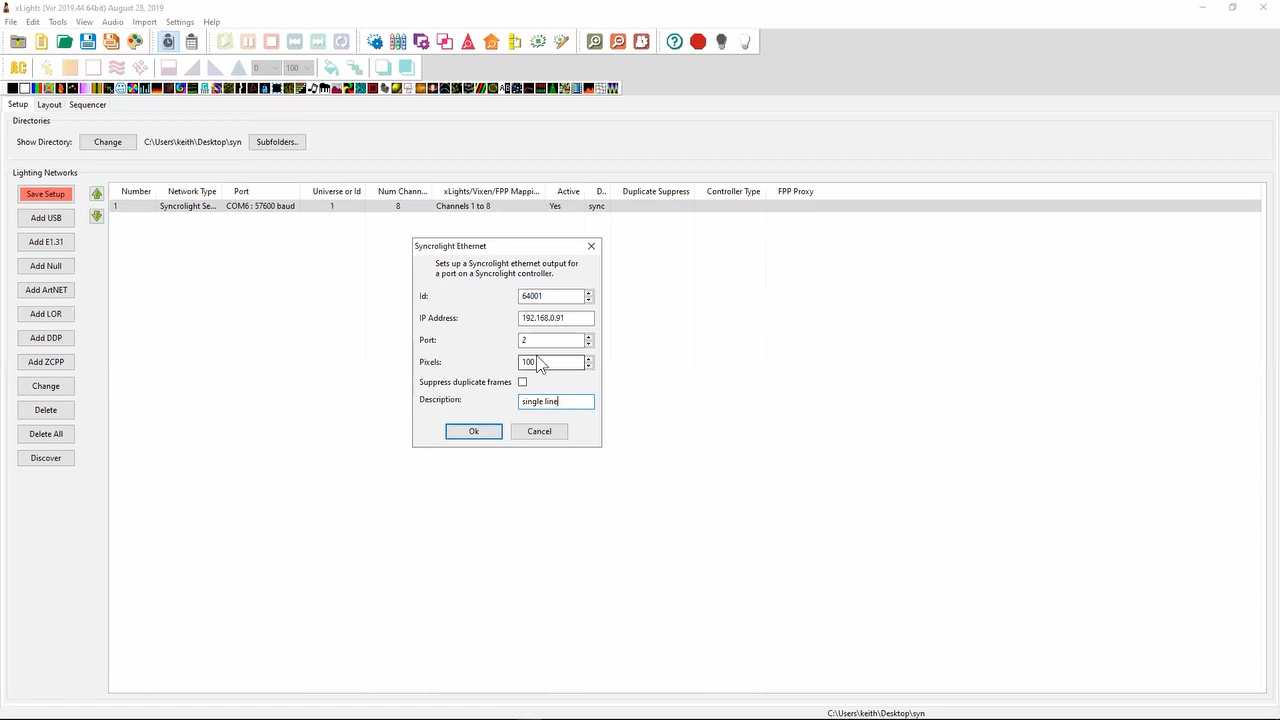 xLights (Ver 2019.44 64bit) August 28, 2019
File Edit Tools View Audio Import Settings Help
AC 0 100
Setup Layout Sequencer
Directories
Show Directory: Change C:\Users\keith\Desktop\syn Subfolders..
Lighting Networks
Save Setup
Add USB
Add E1.31
Add Null
Add ArtNET
Add LOR
Add DDP
Add ZCPP
Change
Delete
Delete All
Discover
Number Network Type Port Universe or Id Num Chann... xLights/Vixen/FPP Mappi... Active D.. Duplicate Suppress Controller Type FPP Proxy
1 Syncrolight Se... COM6 : 57600 baud 1 8 Channels 1 to 8 Yes sync
Syncrolight Ethernet
Sets up a Syncrolight ethernet output for
a port on a Syncrolight controller.
Id: 64001
IP Address: 192.168.0.91
Port: 2
Pixels: 100
Suppress duplicate frames
Description: single line
Ok Cancel
C:\Users\keith\Desktop\syn